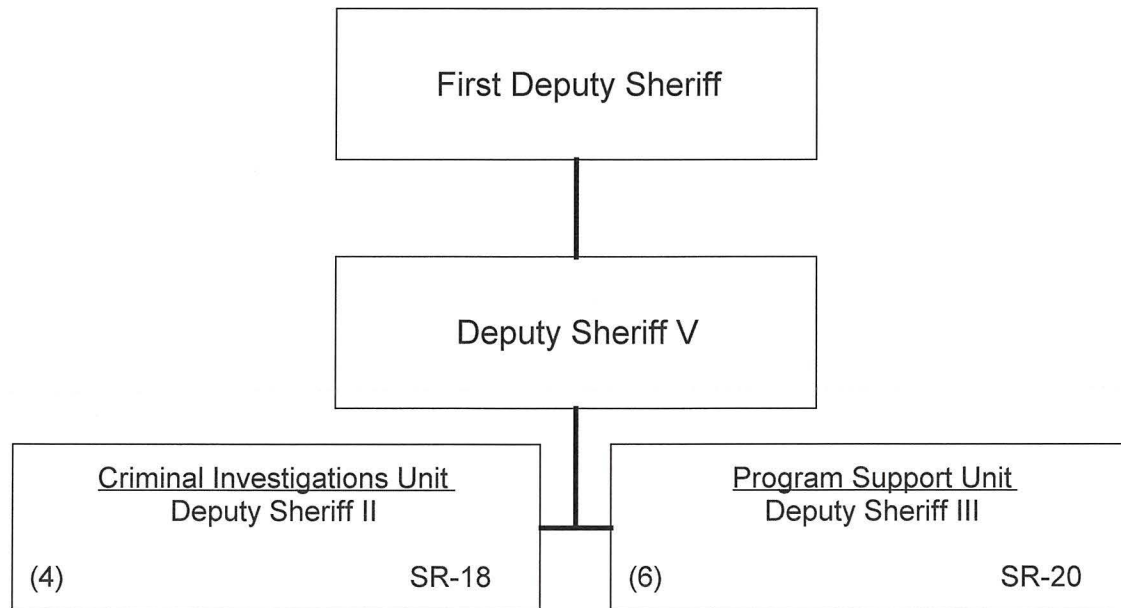 First Deputy Sheriff
Deputy Sheriff V
Criminal Investigations Unit
Deputy Sheriff II
(4) SR-18
Program Support Unit
Deputy Sheriff III
(6) SR-20